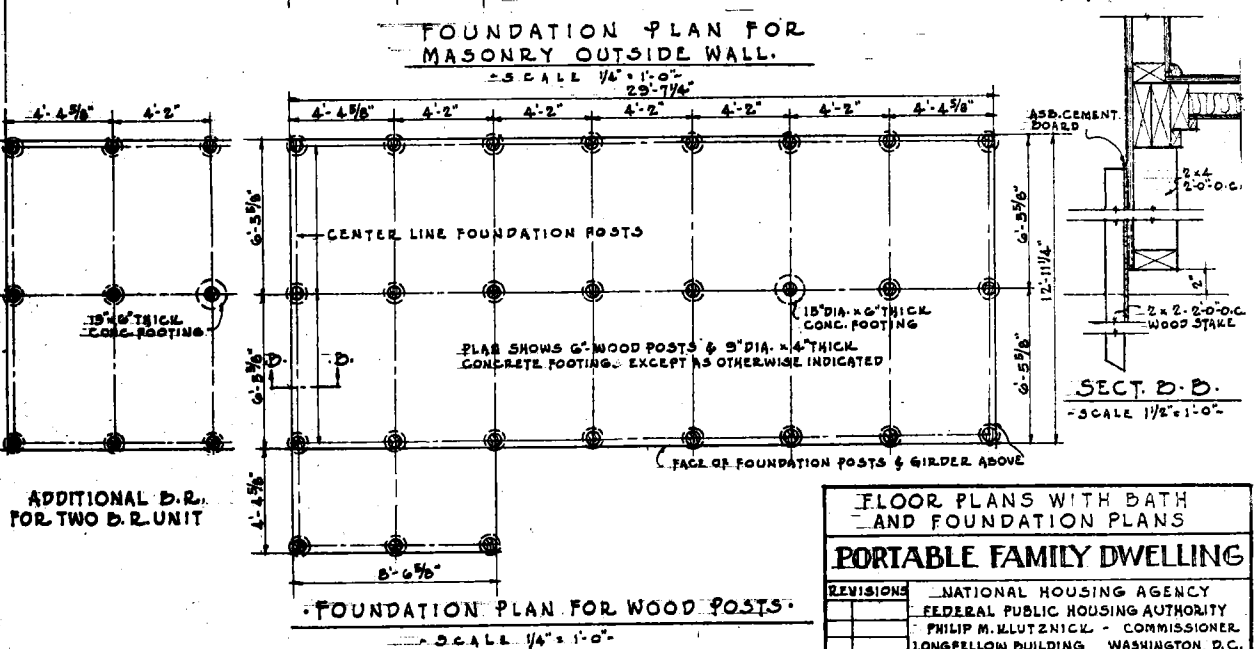 FOUNDATION PLAN FOR
MASONRY OUTSIDE WALL.
-SCALE 1/4" = 1'-0"-
29'-7 1/4"
4'-4 5/8" 4'-2"
4'-4 5/8" 4'-2" 4'-2" 4'-2" 4'-2" 4'-2" 4'-4 5/8"
ASB. CEMENT
BOARD
2 x 4
2'-0" O.C.
6'-5 5/8"
6'-5 5/8"
12'-11 1/4"
CENTER LINE FOUNDATION POSTS
2"
15" x 6" THICK
CONC. FOOTING
15" DIA. x 6" THICK
CONC. FOOTING
2 x 2 - 2'-0" O.C.
WOOD STAKE
PLAN SHOWS 6" WOOD POSTS & 9" DIA. x 4" THICK
CONCRETE FOOTING. EXCEPT AS OTHERWISE INDICATED
B. B.
6'-5 5/8"
6'-5 5/8"
SECT. B-B.
-SCALE 1 1/2" = 1'-0"-
FACE OF FOUNDATION POSTS & GIRDER ABOVE
ADDITIONAL B.R.
FOR TWO B.R. UNIT
4'-4 5/8"
8'-6 5/8"
·FOUNDATION PLAN FOR WOOD POSTS·
-SCALE 1/4" = 1'-0"-
FLOOR PLANS WITH BATH
AND FOUNDATION PLANS
PORTABLE FAMILY DWELLING
REVISIONS
NATIONAL HOUSING AGENCY
FEDERAL PUBLIC HOUSING AUTHORITY
PHILIP M. KLUTZNICK - COMMISSIONER
LONGFELLOW BUILDING WASHINGTON D.C.